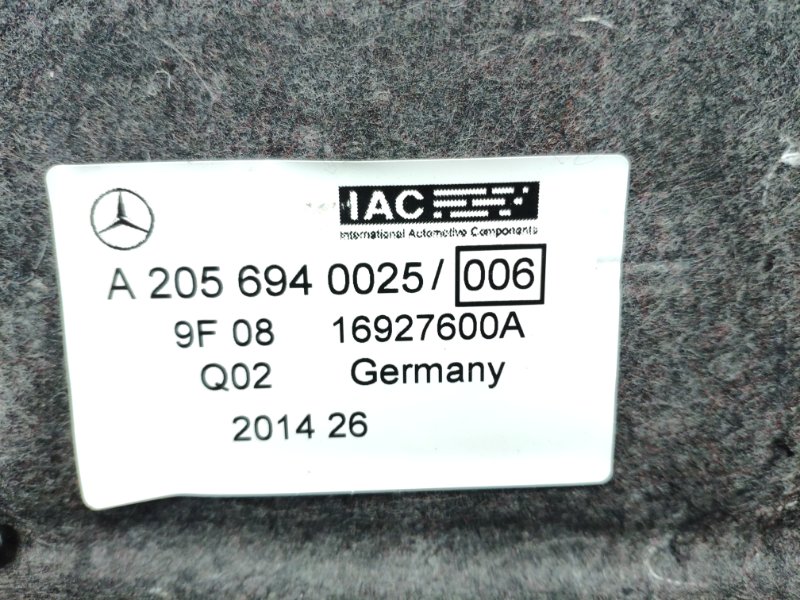 IAC
International Automotive Components
A 205 694 0025/ 006
9F 08 16927600A
Q02 Germany
2014 26